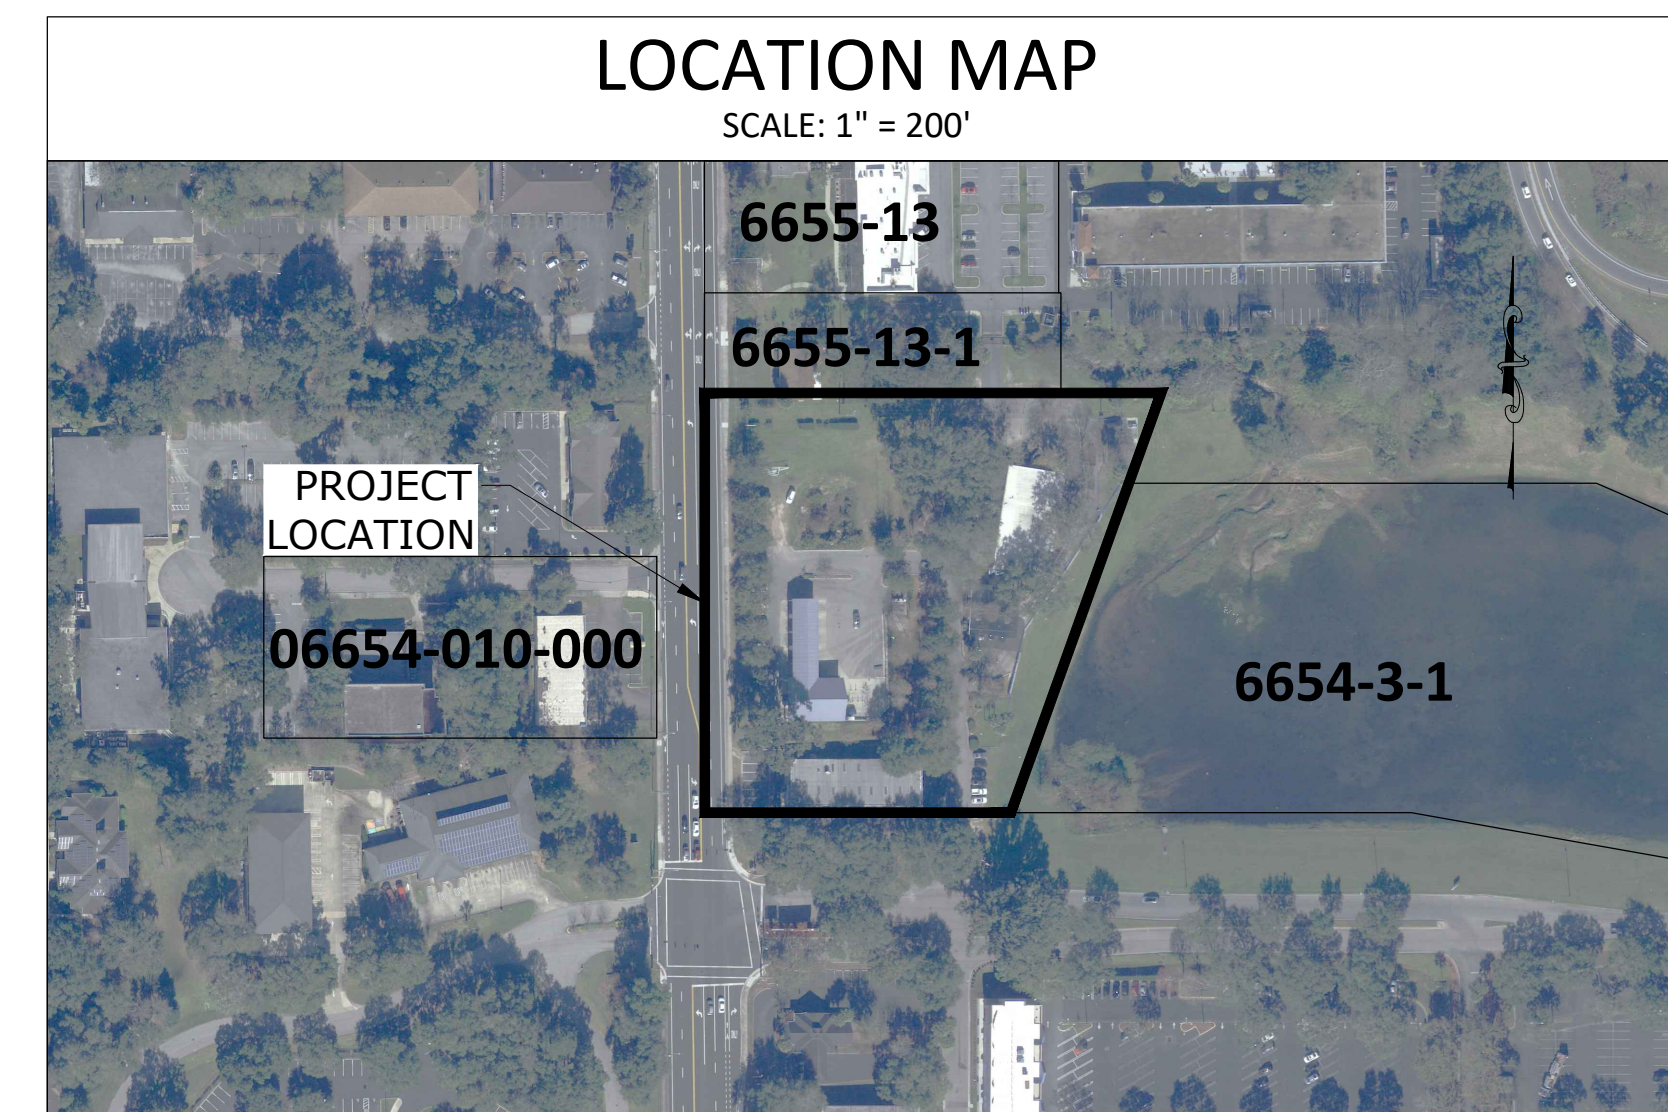 LOCATION MAP
SCALE: 1" = 200'
6655-13
6655-13-1
PROJECT
LOCATION
06654-010-000
6654-3-1